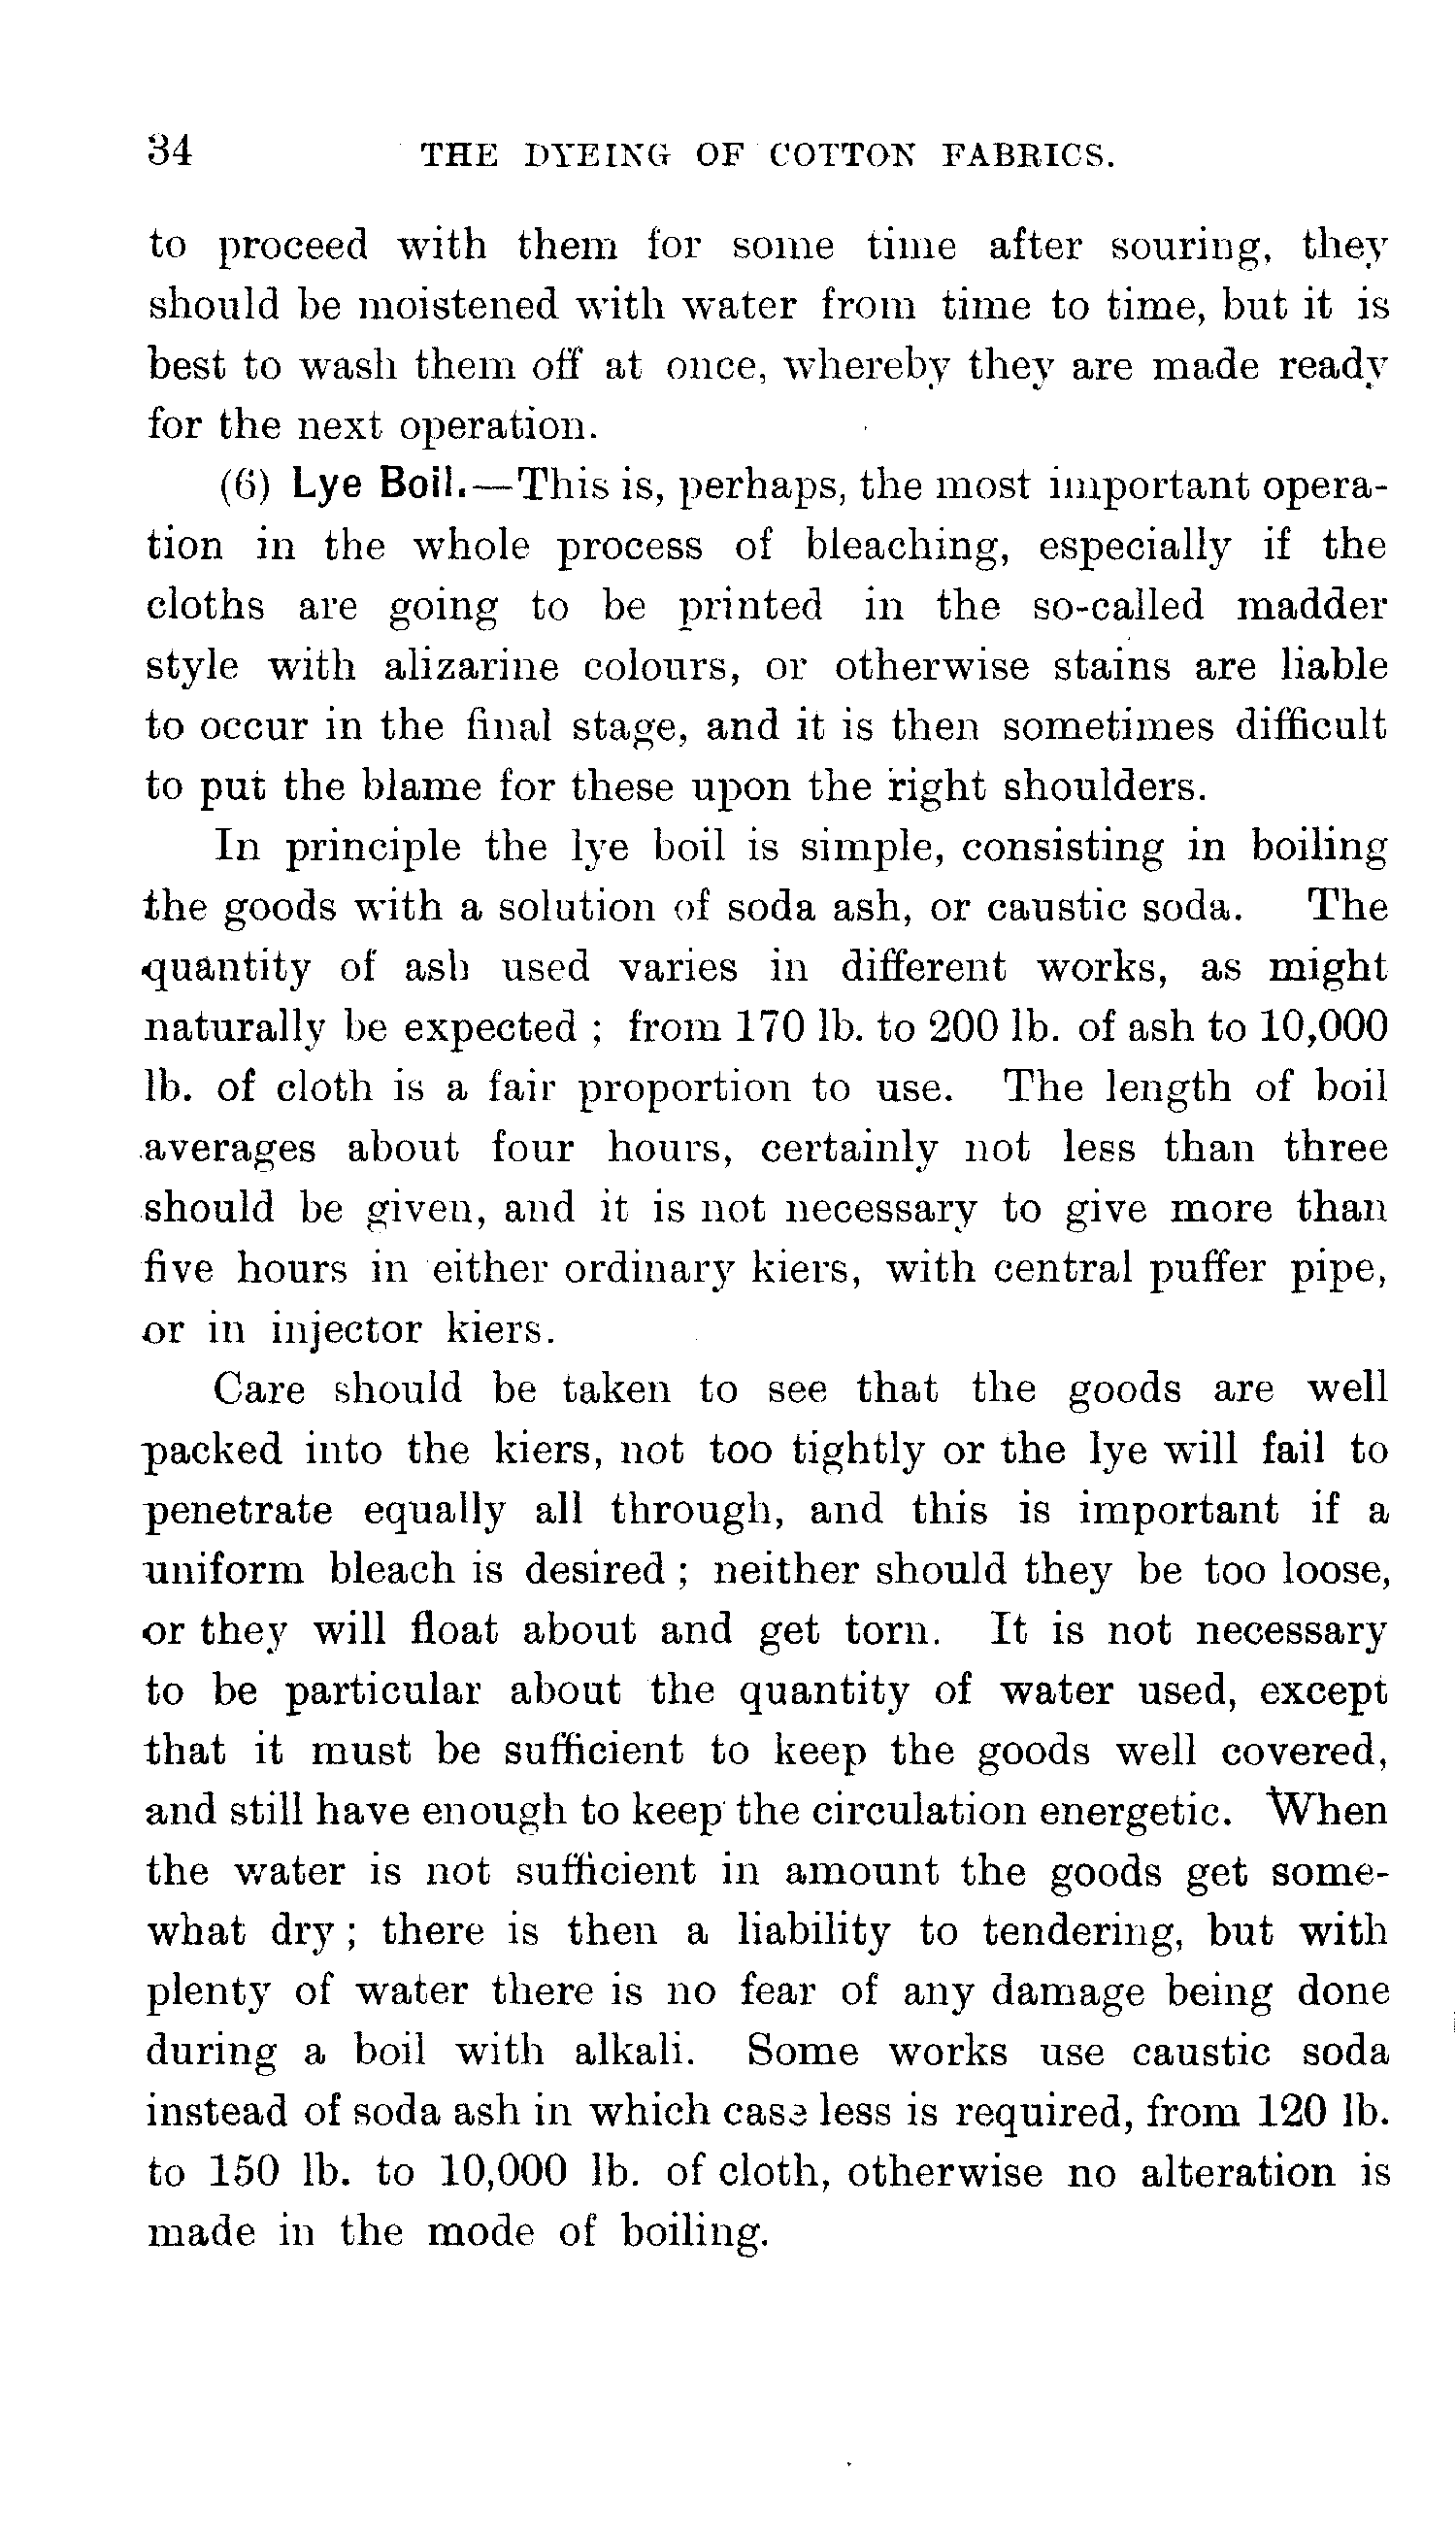 34 THE DYEING OF COTTON FABRICS.
to proceed with them for some time after souring, they
should be moistened with water from time to time, but it is
best to wash them off at once, whereby they are made ready
for the next operation.
(6) Lye Boil.—This is, perhaps, the most important opera-
tion in the whole process of bleaching, especially if the
cloths are going to be printed in the so-called madder
style with alizarine colours, or otherwise stains are liable
to occur in the final stage, and it is then sometimes difficult
to put the blame for these upon the right shoulders.
In principle the lye boil is simple, consisting in boiling
the goods with a solution of soda ash, or caustic soda. The
quantity of ash used varies in different works, as might
naturally be expected ; from 170 lb. to 200 lb. of ash to 10,000
lb. of cloth is a fair proportion to use. The length of boil
averages about four hours, certainly not less than three
should be given, and it is not necessary to give more than
five hours in either ordinary kiers, with central puffer pipe,
or in injector kiers.
Care should be taken to see that the goods are well
packed into the kiers, not too tightly or the lye will fail to
penetrate equally all through, and this is important if a
uniform bleach is desired ; neither should they be too loose,
or they will float about and get torn. It is not necessary
to be particular about the quantity of water used, except
that it must be sufficient to keep the goods well covered,
and still have enough to keep the circulation energetic. When
the water is not sufficient in amount the goods get some-
what dry ; there is then a liability to tendering, but with
plenty of water there is no fear of any damage being done
during a boil with alkali. Some works use caustic soda
instead of soda ash in which case less is required, from 120 lb.
to 150 lb. to 10,000 lb. of cloth, otherwise no alteration is
made in the mode of boiling.